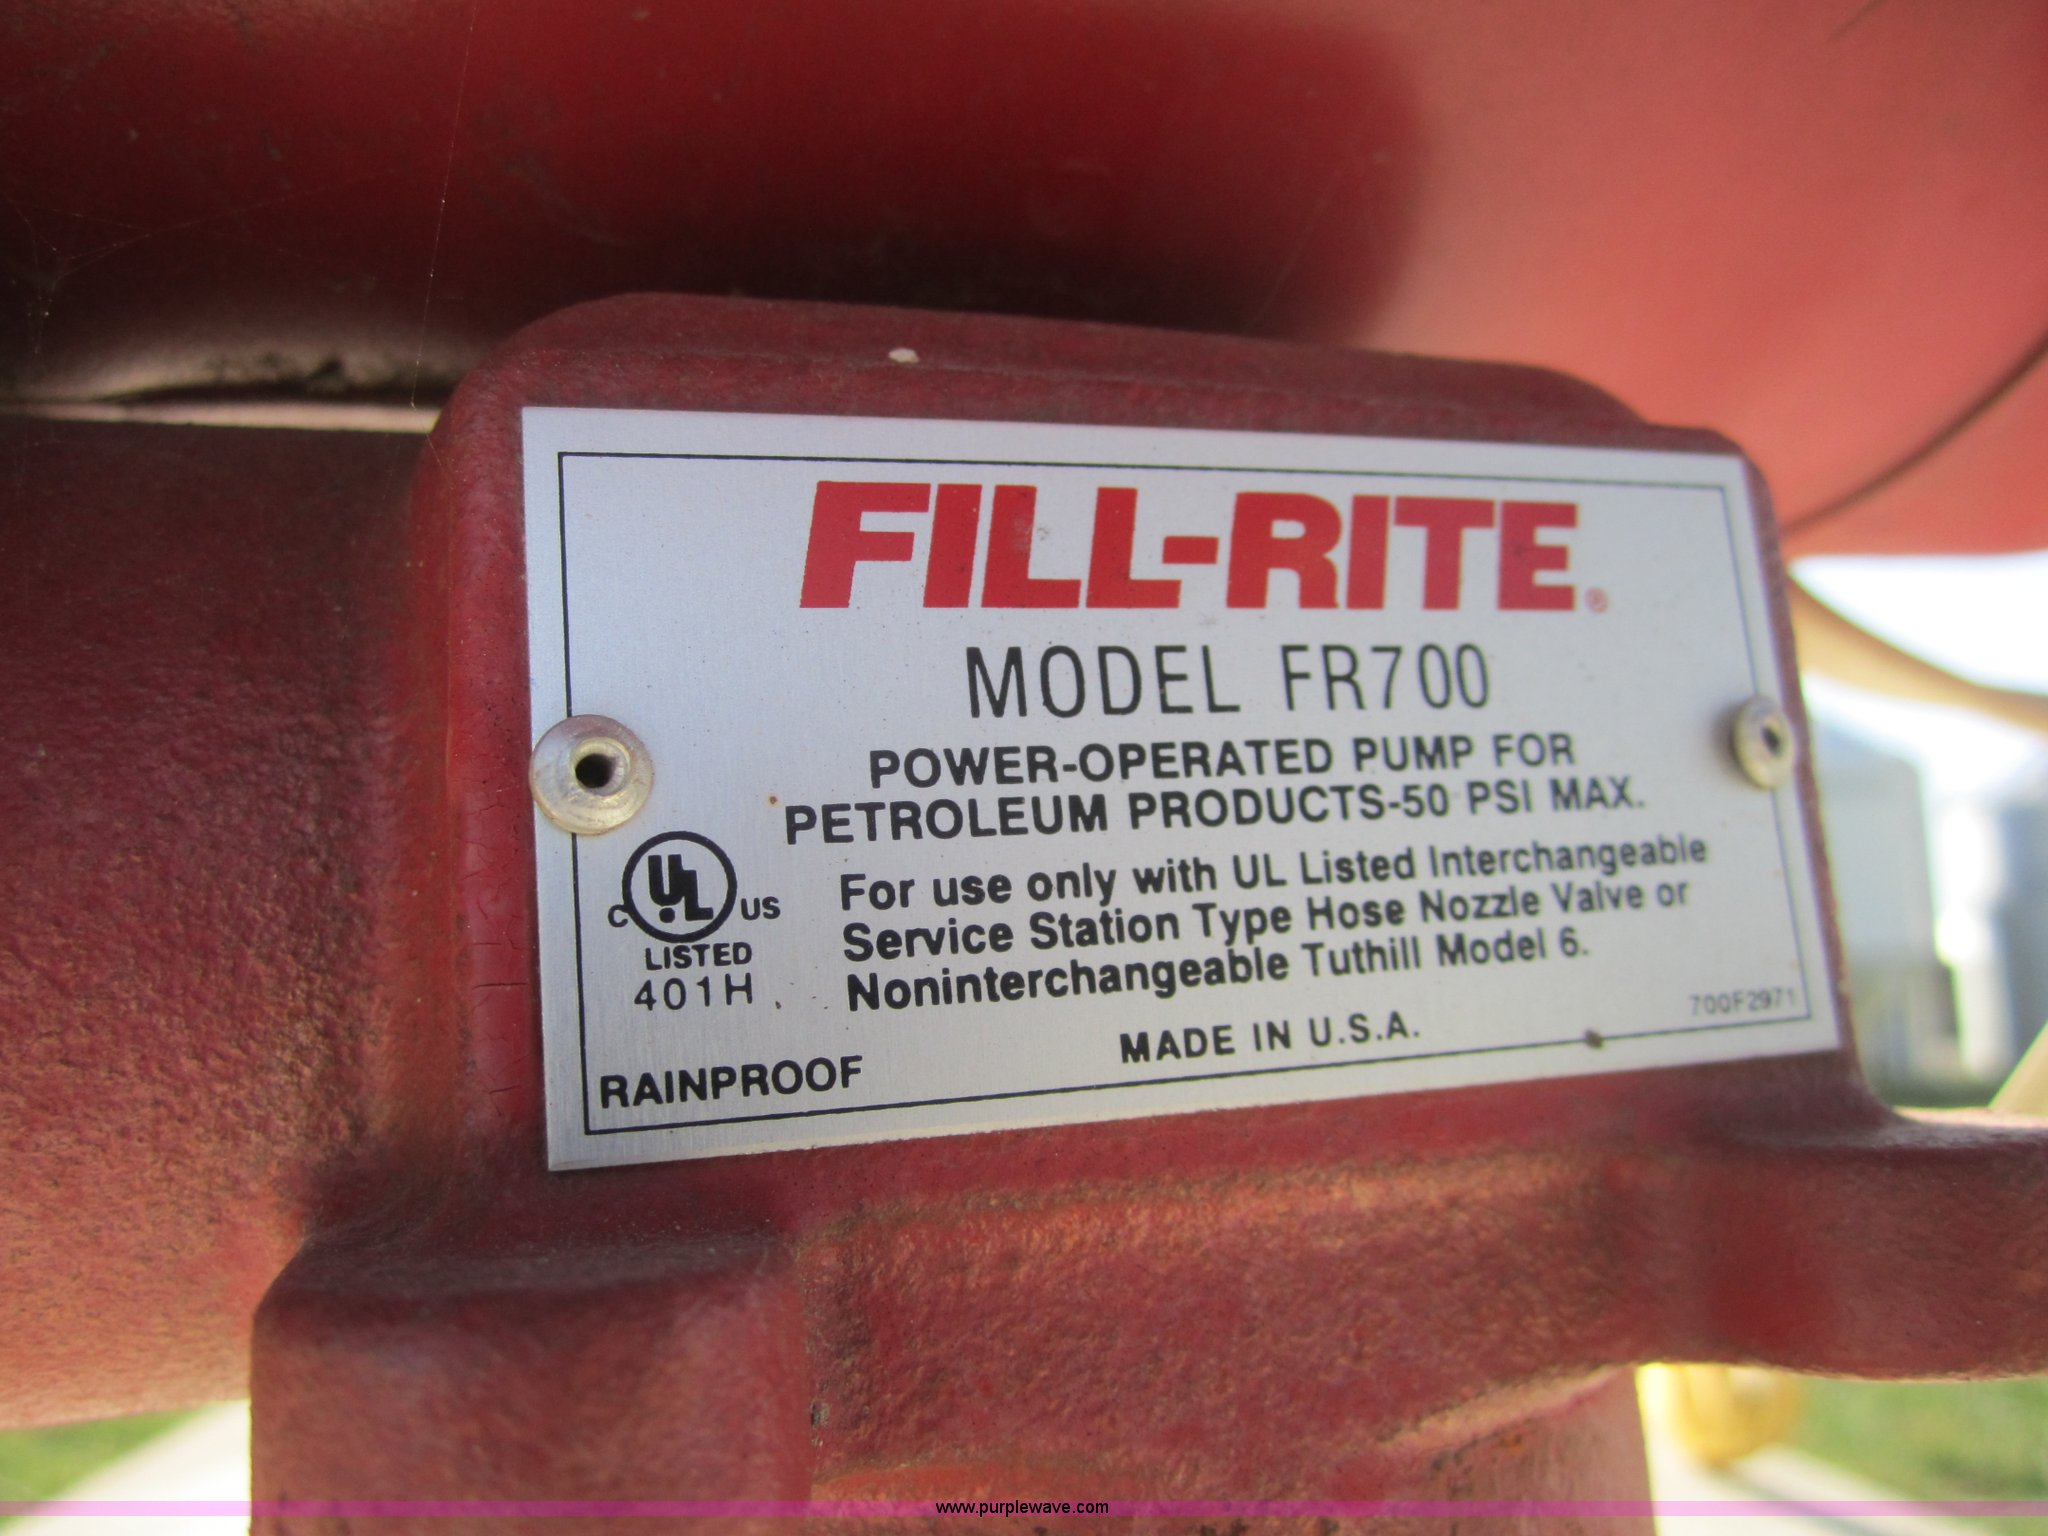 FILL-RITE®
MODEL FR700
POWER-OPERATED PUMP FOR
PETROLEUM PRODUCTS-50 PSI MAX.
For use only with UL Listed Interchangeable
Service Station Type Hose Nozzle Valve or
Noninterchangeable Tuthill Model 6.
C UL US
LISTED
401H
700F2971
MADE IN U.S.A.
RAINPROOF
www.purplewave.com